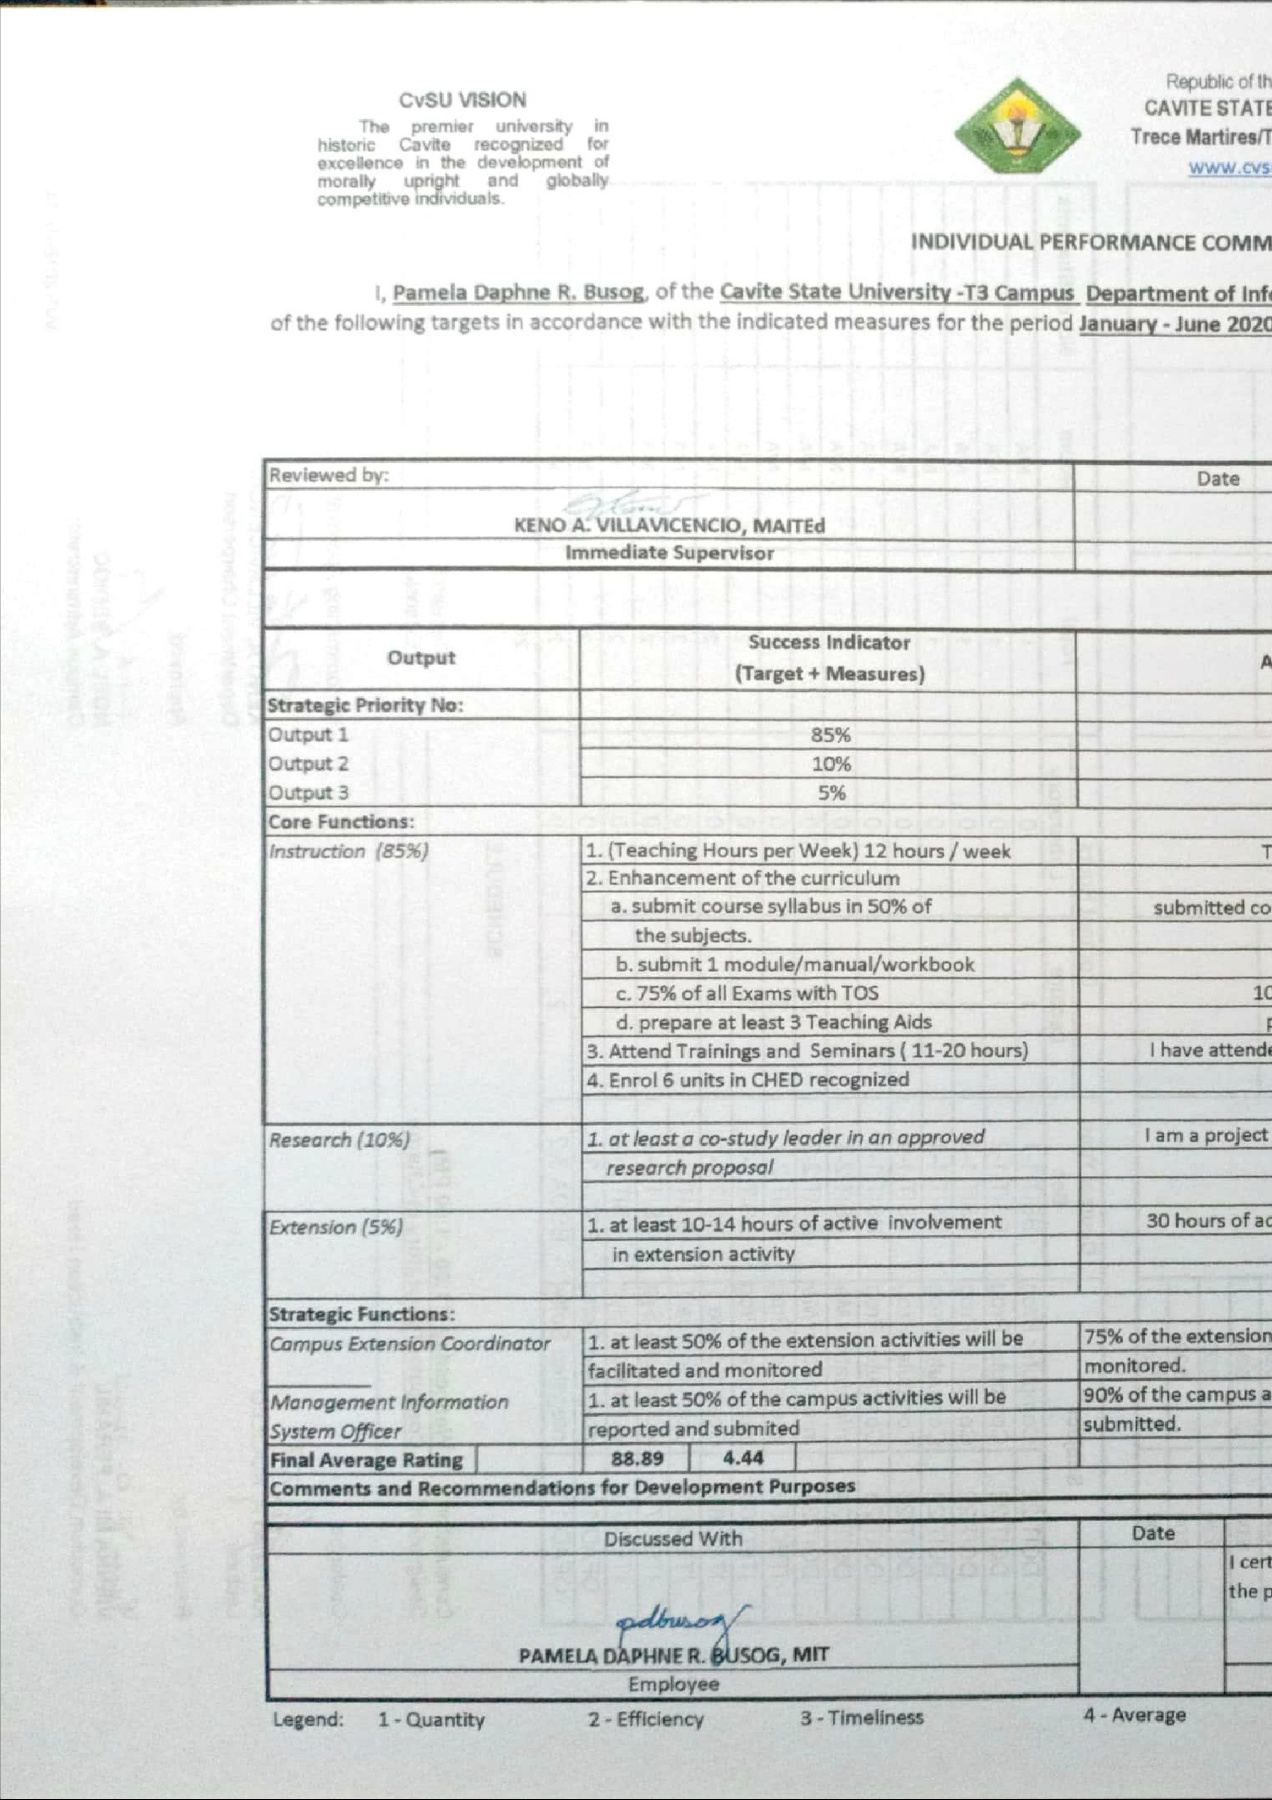 CvSU VISION
The premier university in
historic Cavite recognized for
excellence in the development of
morally upright and globally
competitive individuals.
Republic of th
CAVITE STATE
Trece Martires/T
www.cvs
INDIVIDUAL PERFORMANCE COMM
I, Pamela Daphne R. Busog, of the Cavite State University -T3 Campus Department of Info
of the following targets in accordance with the indicated measures for the period January - June 2020
Reviewed by: Date
KENO A. VILLAVICENCIO, MAITEd
Immediate Supervisor
Output Success Indicator A
(Target + Measures)
Strategic Priority No:
Output 1 85%
Output 2 10%
Output 3 5%
Core Functions:
Instruction (85%) 1. (Teaching Hours per Week) 12 hours / week T
2. Enhancement of the curriculum
a. submit course syllabus in 50% of submitted co
the subjects.
b. submit 1 module/manual/workbook
c. 75% of all Exams with TOS 10
d. prepare at least 3 Teaching Aids p
3. Attend Trainings and Seminars ( 11-20 hours) I have attende
4. Enrol 6 units in CHED recognized
Research (10%) 1. at least a co-study leader in an approved I am a project
research proposal
Extension (5%) 1. at least 10-14 hours of active involvement 30 hours of ac
in extension activity
Strategic Functions:
Campus Extension Coordinator 1. at least 50% of the extension activities will be 75% of the extension
facilitated and monitored monitored.
Management Information 1. at least 50% of the campus activities will be 90% of the campus a
System Officer reported and submited submitted.
Final Average Rating 88.89 4.44
Comments and Recommendations for Development Purposes
Discussed With Date
I cert
the p
pdbusog
PAMELA DAPHNE R. BUSOG, MIT
Employee
Legend: 1 - Quantity 2 - Efficiency 3 - Timeliness 4 - Average